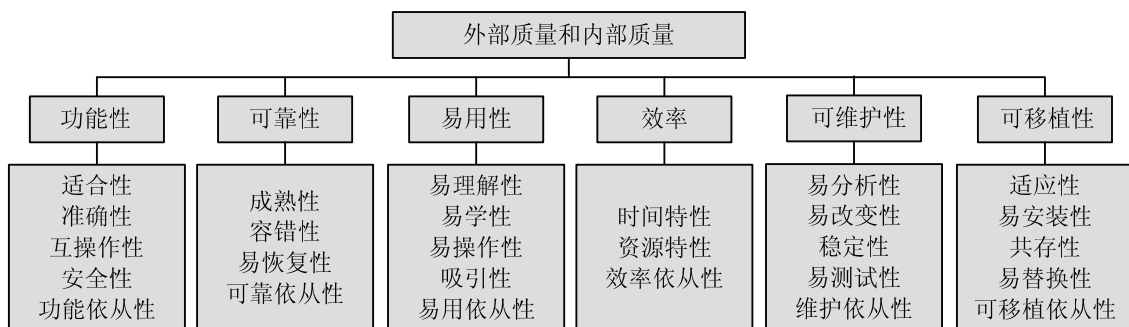 外部质量和内部质量
功能性
可靠性
易用性
效率
可维护性
可移植性
适合性
准确性
互操作性
安全性
功能依从性
成熟性
容错性
易恢复性
可靠依从性
易理解性
易学性
易操作性
吸引性
易用依从性
时间特性
资源特性
效率依从性
易分析性
易改变性
稳定性
易测试性
维护依从性
适应性
易安装性
共存性
易替换性
可移植依从性